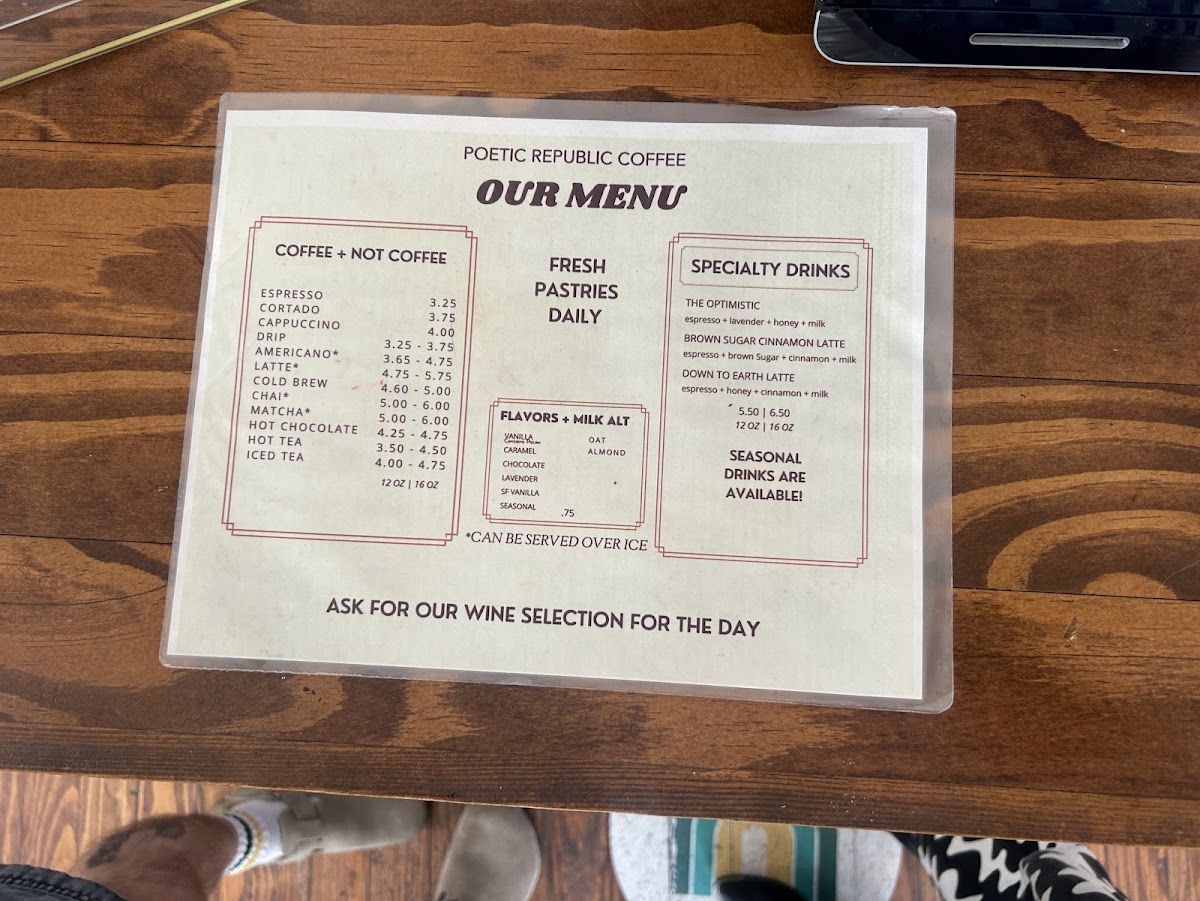 POETIC REPUBLIC COFFEE
OUR MENU
COFFEE + NOT COFFEE
ESPRESSO 3.25
CORTADO 3.75
CAPPUCCINO 4.00
DRIP 3.25 - 3.75
AMERICANO* 3.65 - 4.75
LATTE* 4.75 - 5.75
COLD BREW 4.60 - 5.00
CHAI* 5.00 - 6.00
MATCHA* 5.00 - 6.00
HOT CHOCOLATE 4.25 - 4.75
HOT TEA 3.50 - 4.50
ICED TEA 4.00 - 4.75
12 OZ | 16 OZ
FRESH
PASTRIES
DAILY
FLAVORS + MILK ALT
VANILLA OAT
CARAMEL ALMOND
CHOCOLATE
LAVENDER
SF VANILLA
SEASONAL .75
*CAN BE SERVED OVER ICE
SPECIALTY DRINKS
THE OPTIMISTIC
espresso + lavender + honey + milk
BROWN SUGAR CINNAMON LATTE
espresso + brown Sugar + cinnamon + milk
DOWN TO EARTH LATTE
espresso + honey + cinnamon + milk
5.50 | 6.50
12 OZ | 16 OZ
SEASONAL
DRINKS ARE
AVAILABLE!
ASK FOR OUR WINE SELECTION FOR THE DAY